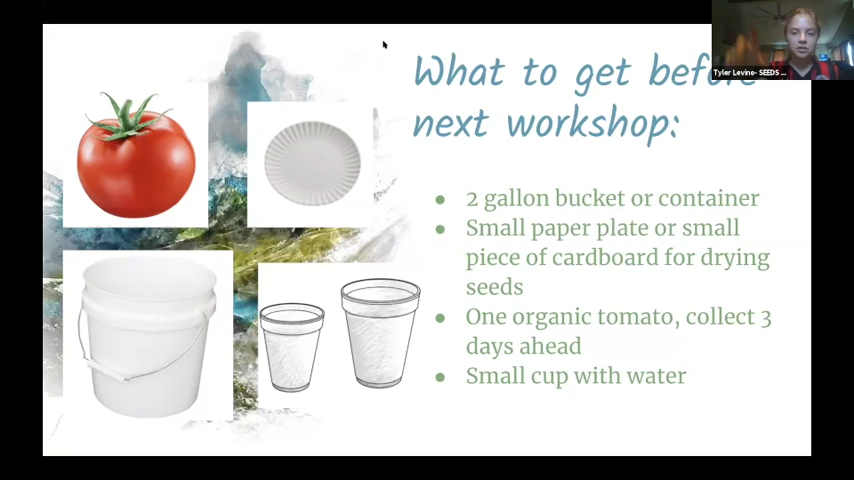 What to get before
next workshop:
Tyler Levine- SEEDS ...
● 2 gallon bucket or container
● Small paper plate or small
piece of cardboard for drying
seeds
● One organic tomato, collect 3
days ahead
● Small cup with water